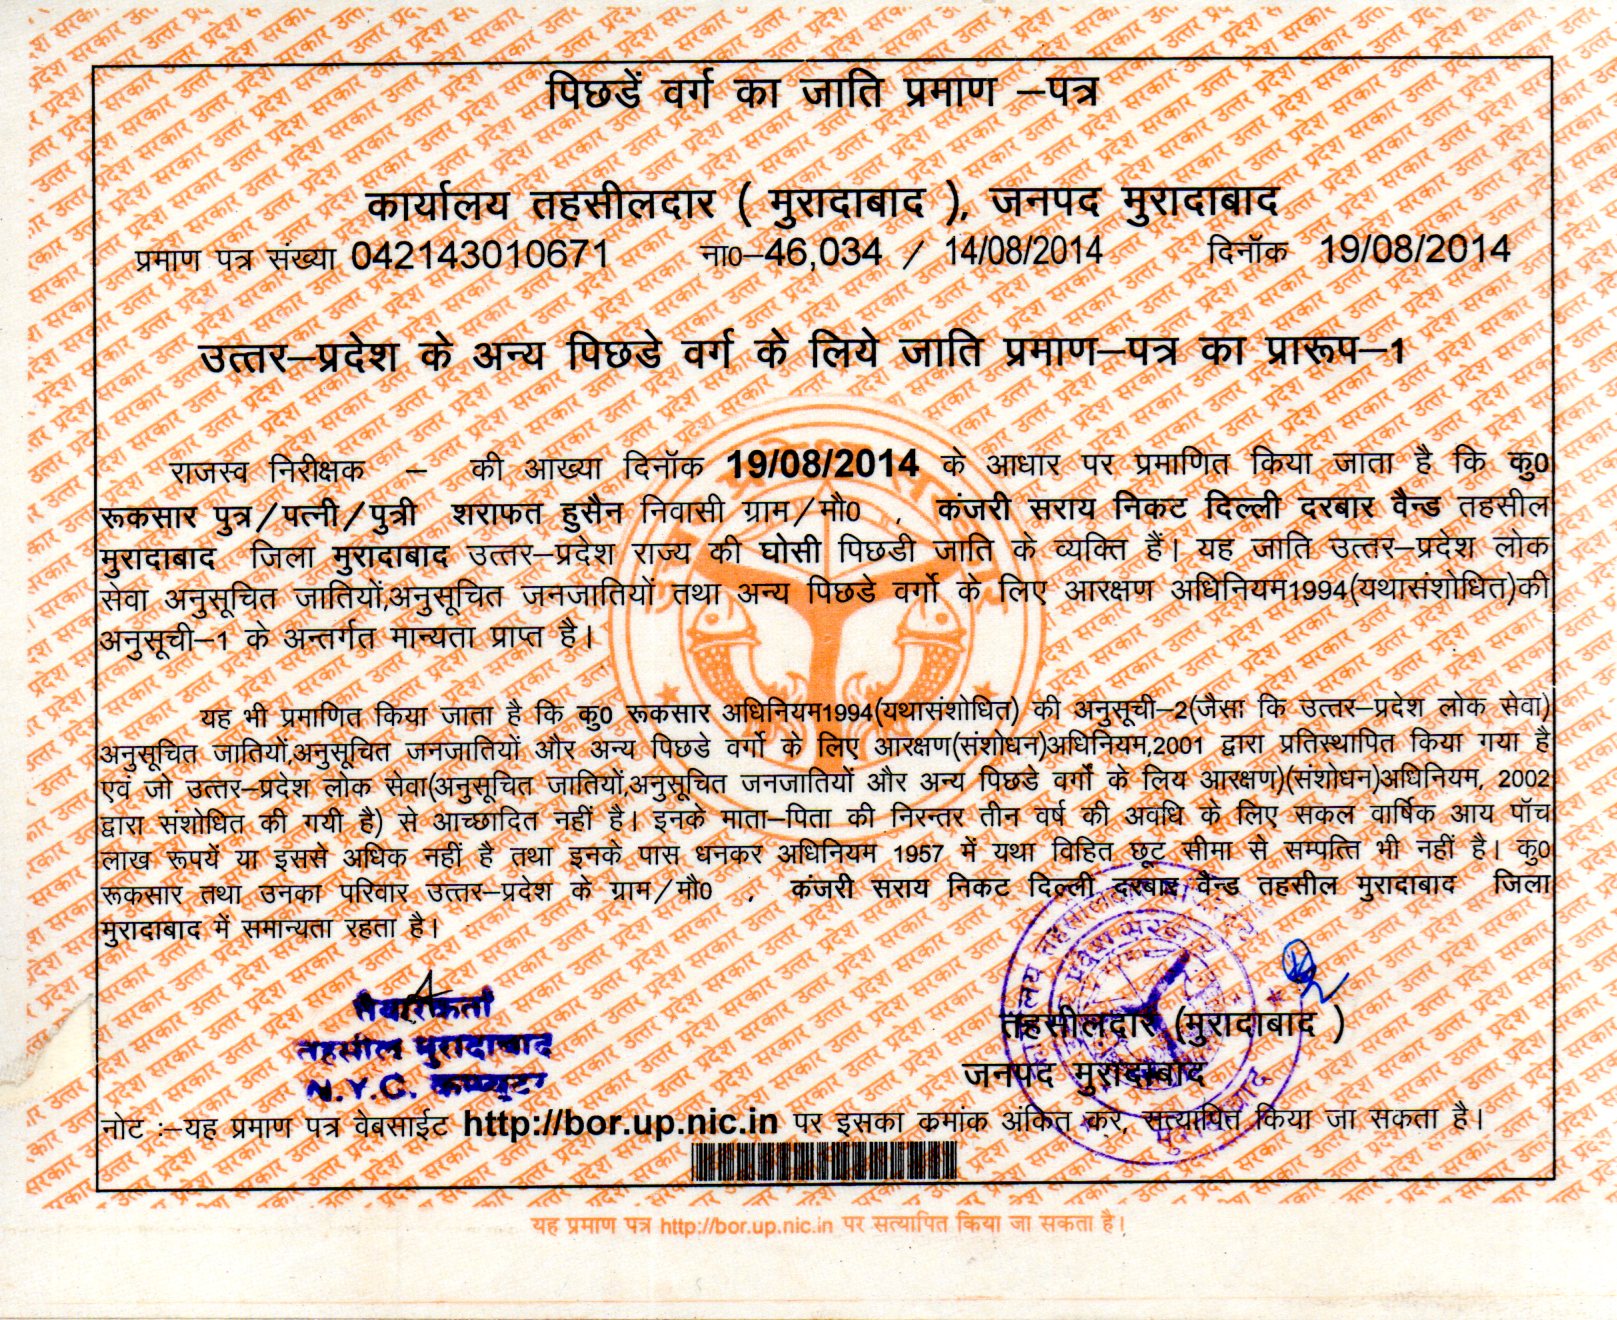 पिछडें वर्ग का जाति प्रमाण –पत्र
कार्यालय तहसीलदार ( मुरादाबाद ), जनपद मुरादाबाद
प्रमाण पत्र संख्या 042143010671 ना0–46,034 / 14/08/2014 दिनॉक 19/08/2014
उत्तर–प्रदेश के अन्य पिछडे वर्ग के लिये जाति प्रमाण–पत्र का प्रारूप–1
राजस्व निरीक्षक – की आख्या दिनॉक 19/08/2014 के आधार पर प्रमाणित किया जाता है कि कु0
रूकसार पुत्र/पत्नी/पुत्री शराफत हुसैन निवासी ग्राम/मौ0 , कंजरी सराय निकट दिल्ली दरबार वैन्ड तहसील
मुरादाबाद जिला मुरादाबाद उत्तर–प्रदेश राज्य की घोसी पिछडी जाति के व्यक्ति हैं। यह जाति उत्तर–प्रदेश लोक
सेवा अनुसूचित जातियों,अनुसूचित जनजातियों तथा अन्य पिछडे वर्गो के लिए आरक्षण अधिनियम1994(यथासंशोधित)की
अनुसूची–1 के अन्तर्गत मान्यता प्राप्त है।
यह भी प्रमाणित किया जाता है कि कु0 रूकसार अधिनियम1994(यथासंशोधित) की अनुसूची–2(जैसा कि उत्तर–प्रदेश लोक सेवा)
अनुसूचित जातियों,अनुसूचित जनजातियों और अन्य पिछडे वर्गो के लिए आरक्षण(संशोधन)अधिनियम,2001 द्वारा प्रतिस्थापित किया गया है
एवं जो उत्तर–प्रदेश लोक सेवा(अनुसूचित जातियों,अनुसूचित जनजातियों और अन्य पिछडे वर्गों के लिय आरक्षण)(संशोधन)अधिनियम, 2002
द्वारा संशोधित की गयी है) से आच्छादित नहीं है। इनके माता–पिता की निरन्तर तीन वर्ष की अवधि के लिए सकल वार्षिक आय पॉच
लाख रूपयें या इससे अधिक नहीं है तथा इनके पास धनकर अधिनियम 1957 में यथा विहित छूट सीमा से सम्पत्ति भी नहीं है। कु0
रूकसार तथा उनका परिवार उत्तर–प्रदेश के ग्राम/मौ0 , कंजरी सराय निकट दिल्ली दरबार वैन्ड तहसील मुरादाबाद जिला
मुरादाबाद में समान्यता रहता है।
तैयारकर्ता
तहसील मुरादाबाद
N.Y.C. कम्प्यूटर
तहसीलदार (मुरादाबाद )
जनपद मुरादाबाद
नोट :–यह प्रमाण पत्र वेबसाईट http://bor.up.nic.in पर इसका कमांक अंकित कर, सत्यापित किया जा सकता है।
यह प्रमाण पत्र http://bor.up.nic.in पर सत्यापित किया जा सकता है।